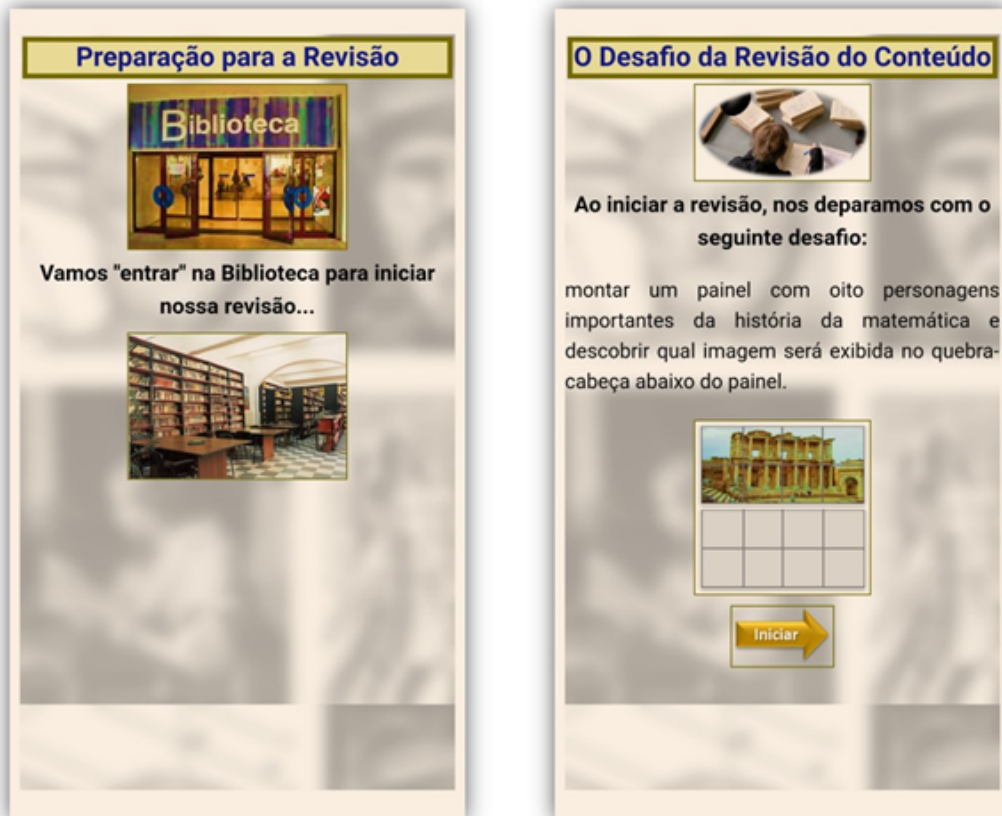 Preparação para a Revisão
Biblioteca
Vamos "entrar" na Biblioteca para iniciar
nossa revisão...
O Desafio da Revisão do Conteúdo
Ao iniciar a revisão, nos deparamos com o
seguinte desafio:
montar um painel com oito personagens
importantes da história da matemática e
descobrir qual imagem será exibida no quebra-
cabeça abaixo do painel.
Iniciar